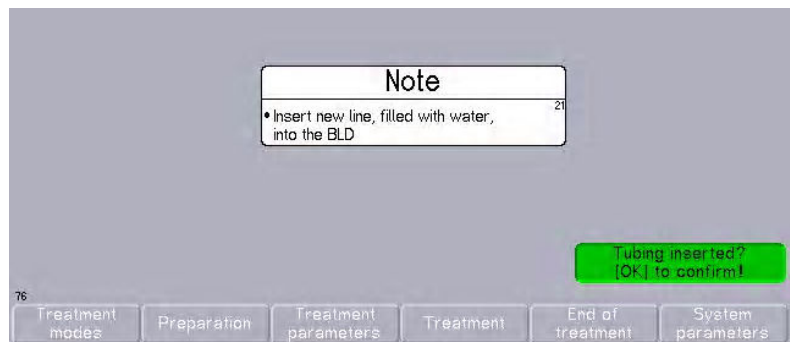 Note
• Insert new line, filled with water,
21
into the BLD
Tubing inserted?
[OK] to confirm!
76
Treatment
modes
Preparation
Treatment
parameters
Treatment
End of
treatment
System
parameters